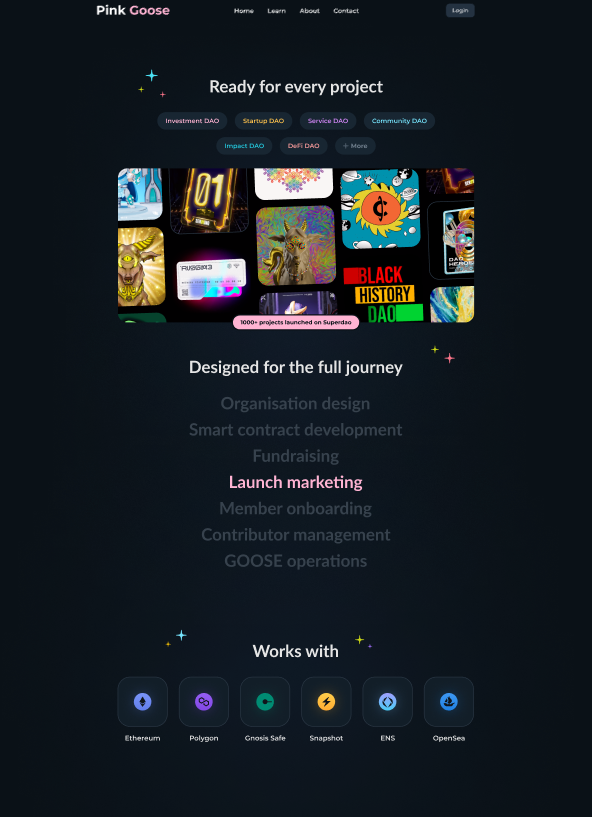 Pink Goose
Home Learn About Contact
Login
Ready for every project
Investment DAO Startup DAO Service DAO Community DAO
Impact DAO DeFi DAO + More
01
BLACK
HISTORY
DAO
1000+ projects launched on Superdao
Designed for the full journey
Organisation design
Smart contract development
Fundraising
Launch marketing
Member onboarding
Contributor management
GOOSE operations
Works with
Ethereum Polygon Gnosis Safe Snapshot ENS OpenSea